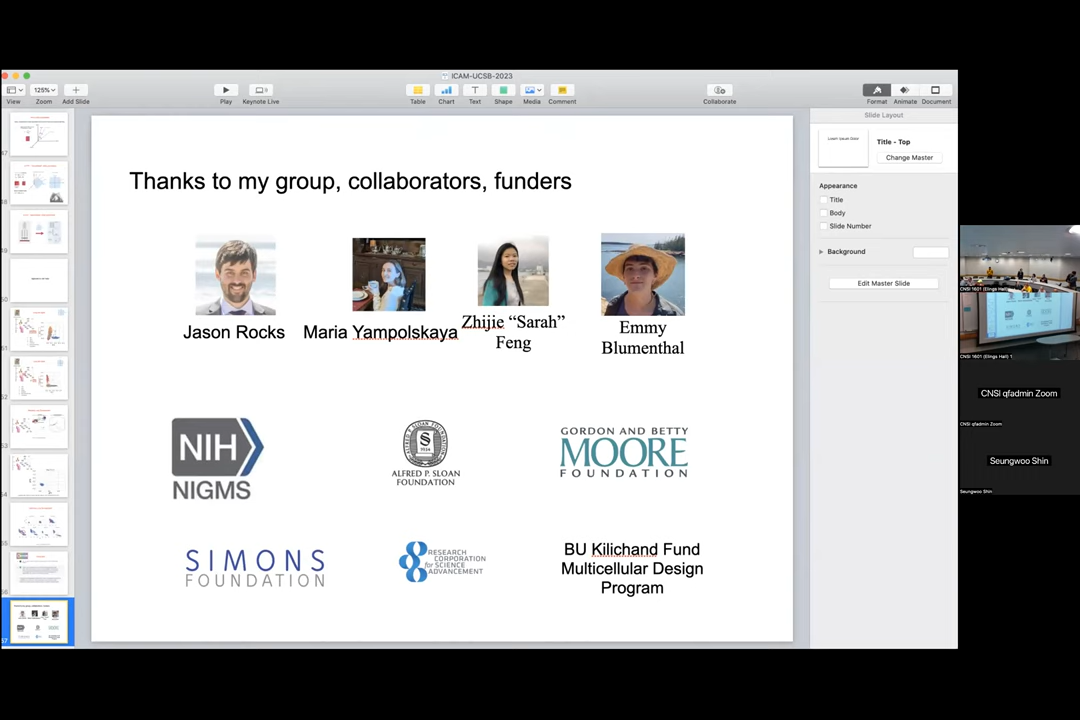 ICAM-UCSB-2023
125%
View
Zoom
Add Slide
Play
Keynote Live
Table
Chart
Text
Shape
Media
Comment
Collaborate
Format
Animate
Document
Slide Layout
Title - Top
Change Master
Appearance
Title
Body
Slide Number
Background
Edit Master Slide
Thanks to my group, collaborators, funders
Jason Rocks
Maria Yampolskaya
Zhijie “Sarah”
Feng
Emmy
Blumenthal
NIH
NIGMS
ALFRED P. SLOAN
FOUNDATION
GORDON AND BETTY
MOORE
FOUNDATION
SIMONS
FOUNDATION
RESEARCH
CORPORATION
for SCIENCE
ADVANCEMENT
BU Kilichand Fund
Multicellular Design
Program
CNSI 1601 (Elings Hall) 1
CNSI 1601 (Elings Hall) 1
CNSI qfadmin Zoom
CNSI qfadmin Zoom
Seungwoo Shin
Seungwoo Shin